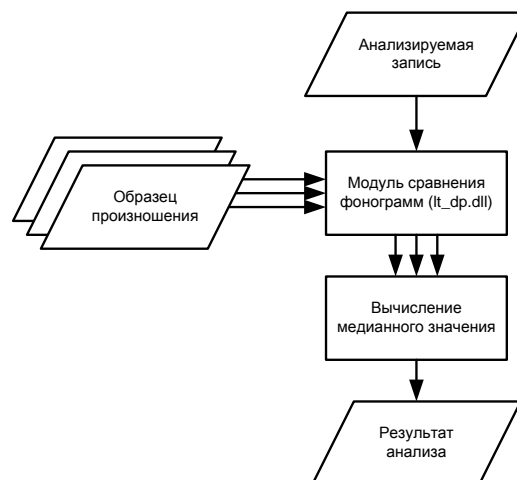 Анализируемая
запись
Образец
произношения
Модуль сравнения
фонограмм (lt_dp.dll)
Вычисление
медианного значения
Результат
анализа